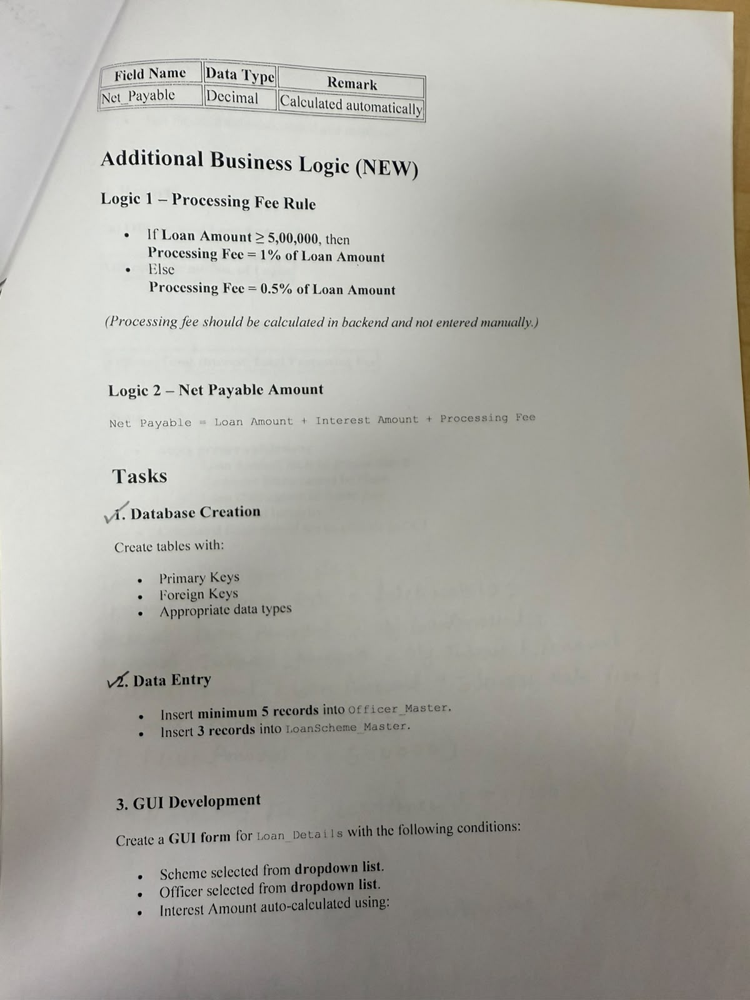 Field Name Data Type Remark
Net_Payable Decimal Calculated automatically
Additional Business Logic (NEW)
Logic 1 – Processing Fee Rule
• If Loan Amount ≥ 5,00,000, then
Processing Fee = 1% of Loan Amount
• Else
Processing Fee = 0.5% of Loan Amount
(Processing fee should be calculated in backend and not entered manually.)
Logic 2 – Net Payable Amount
Net Payable = Loan Amount + Interest Amount + Processing Fee
Tasks
1. Database Creation
Create tables with:
• Primary Keys
• Foreign Keys
• Appropriate data types
2. Data Entry
• Insert minimum 5 records into Officer_Master.
• Insert 3 records into LoanScheme_Master.
3. GUI Development
Create a GUI form for Loan_Details with the following conditions:
• Scheme selected from dropdown list.
• Officer selected from dropdown list.
• Interest Amount auto-calculated using: